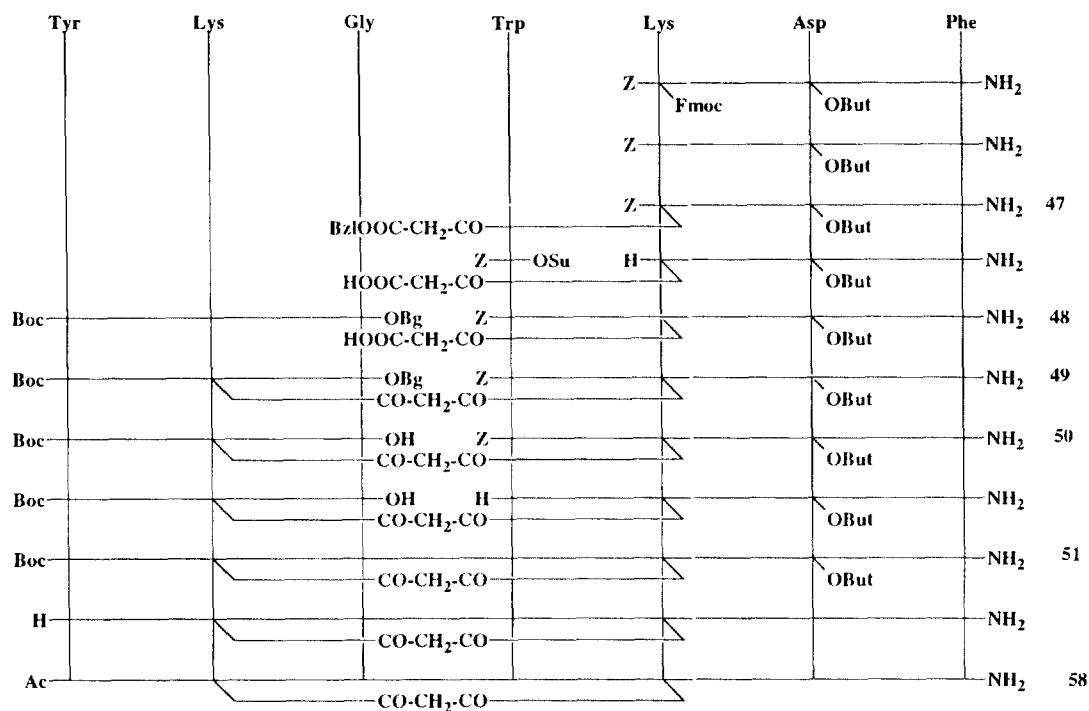 Tyr Lys Gly Trp Lys Asp Phe
Z NH2
Fmoc OBut
Z NH2
OBut
Z NH2 47
BzlOOC-CH2-CO OBut
Z OSu H NH2
HOOC-CH2-CO OBut
Boc OBg Z NH2 48
HOOC-CH2-CO OBut
Boc OBg Z NH2 49
CO-CH2-CO OBut
Boc OH Z NH2 50
CO-CH2-CO OBut
Boc OH H NH2
CO-CH2-CO OBut
Boc NH2 51
CO-CH2-CO OBut
H NH2
CO-CH2-CO
Ac NH2 58
CO-CH2-CO